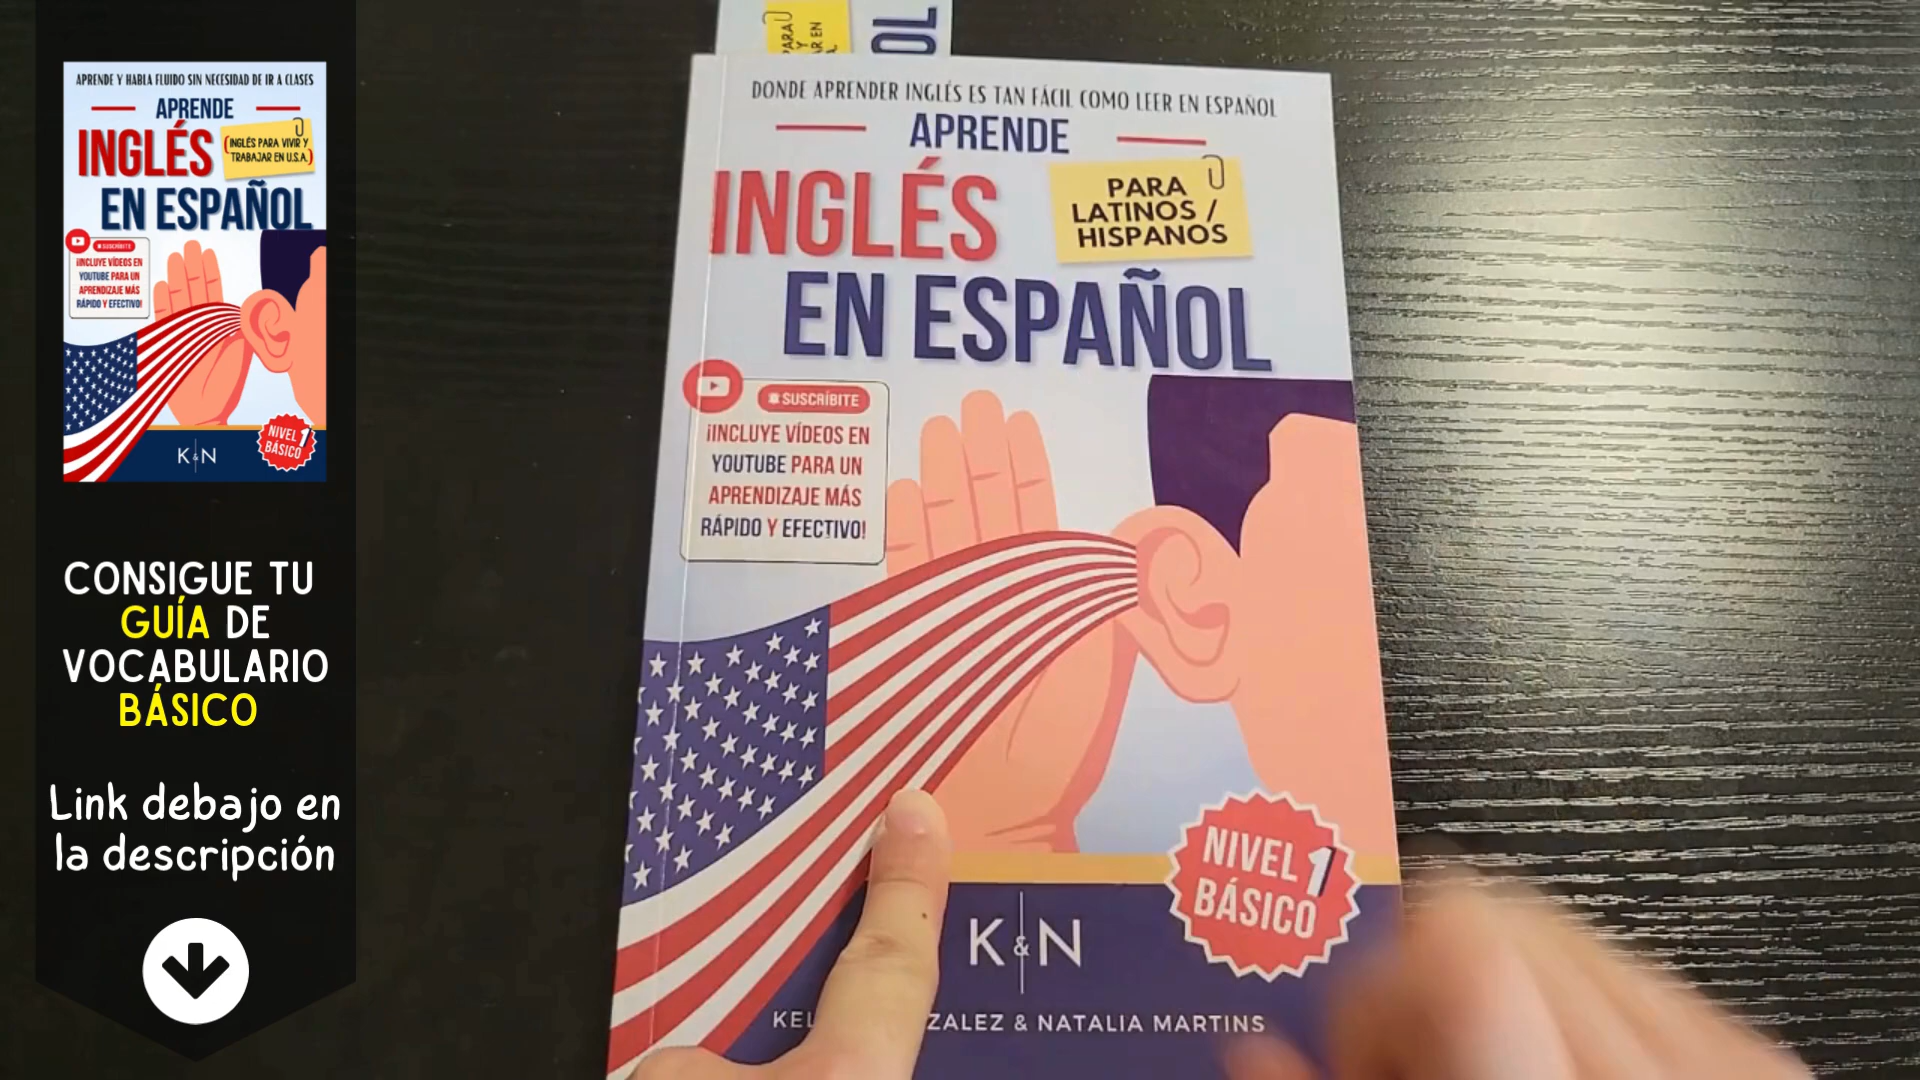 APRENDE Y HABLA FLUIDO SIN NECESIDAD DE IR A CLASES
APRENDE
INGLÉS
(INGLÉS PARA VIVIR Y
TRABAJAR EN U.S.A.)
EN ESPAÑOL
SUSCRÍBITE
¡INCLUYE VÍDEOS EN
YOUTUBE PARA UN
APRENDIZAJE MÁS
RÁPIDO Y EFECTIVO!
NIVEL 1
BÁSICO
K&N
CONSIGUE TU
GUÍA DE
VOCABULARIO
BÁSICO
Link debajo en
la descripción
PARA
Y
AR EN
OL
DONDE APRENDER INGLÉS ES TAN FÁCIL COMO LEER EN ESPAÑOL
APRENDE
INGLÉS
PARA
LATINOS /
HISPANOS
EN ESPAÑOL
SUSCRÍBITE
¡INCLUYE VÍDEOS EN
YOUTUBE PARA UN
APRENDIZAJE MÁS
RÁPIDO Y EFECTIVO!
NIVEL 1
BÁSICO
K&N
ZALEZ & NATALIA MARTINS